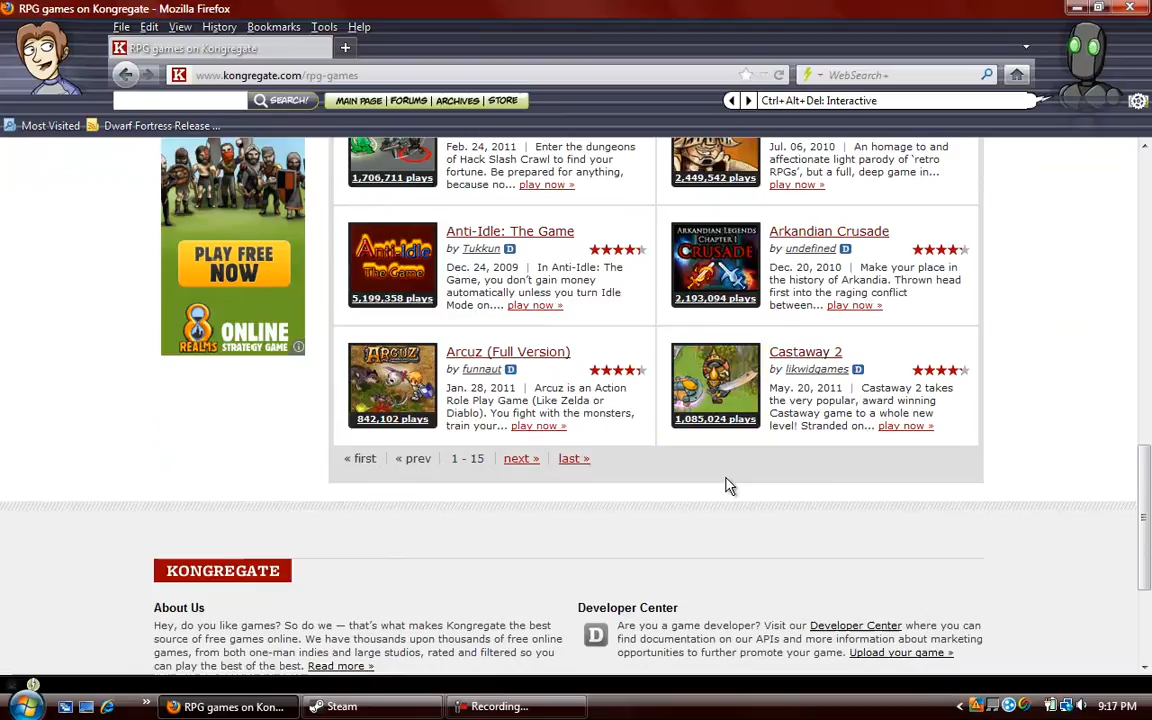 RPG games on Kongregate - Mozilla Firefox
File Edit View History Bookmarks Tools Help
K RPG games on Kongregate
K www.kongregate.com/rpg-games
WebSearch+
SEARCH! MAIN PAGE | FORUMS | ARCHIVES | STORE Ctrl+Alt+Del: Interactive
Most Visited Dwarf Fortress Release ...
PLAY FREE
NOW
8 ONLINE
REALMS STRATEGY GAME
Feb. 24, 2011 | Enter the
dungeons
of Hack Slash Crawl to find your
fortune. Be prepared for anything,
because no... play now »
1,706,711 plays
Jul. 06, 2010 | An homage to and
affectionate light parody of 'retro
RPGs', but a full, deep game in...
play now »
2,449,542 plays
Anti-Idle: The Game
by Tukkun D
Dec. 24, 2009 | In Anti-Idle: The
Game, you don't gain money
automatically unless you turn Idle
Mode on.... play now »
Anti-Idle
The Game
5,199,358 plays
Arkandian Crusade
by undefined D
Dec. 20, 2010 | Make your place in
the history of Arkandia. Thrown head
first into the raging conflict
between... play now »
ARKANDIAN LEGENDS
CHAPTER I
CRUSADE
2,193,094 plays
Arcuz (Full Version)
by funnaut D
Jan. 28, 2011 | Arcuz is an Action
Role Play Game (Like Zelda or
Diablo). You fight with the monsters,
train your... play now »
ARCUZ
842,102 plays
Castaway 2
by likwidgames D
May. 20, 2011 | Castaway 2 takes
the very popular, award winning
Castaway game to a whole new
level! Stranded on... play now »
1,085,024 plays
« first | « prev | 1 - 15 | next » | last »
KONGREGATE
About Us
Hey, do you like games? So do we — that's what makes Kongregate the best
source of free games online. We have thousands upon thousands of free online
games, from both one-man indies and large studios, rated and filtered so you
can play the best of the best. Read more »
Developer Center
D Are you a game developer? Visit our Developer Center where you can
find documentation on our APIs and more information about marketing
opportunities to further promote your game. Upload your game »
RPG games on Kon... Steam Recording... 9:17 PM